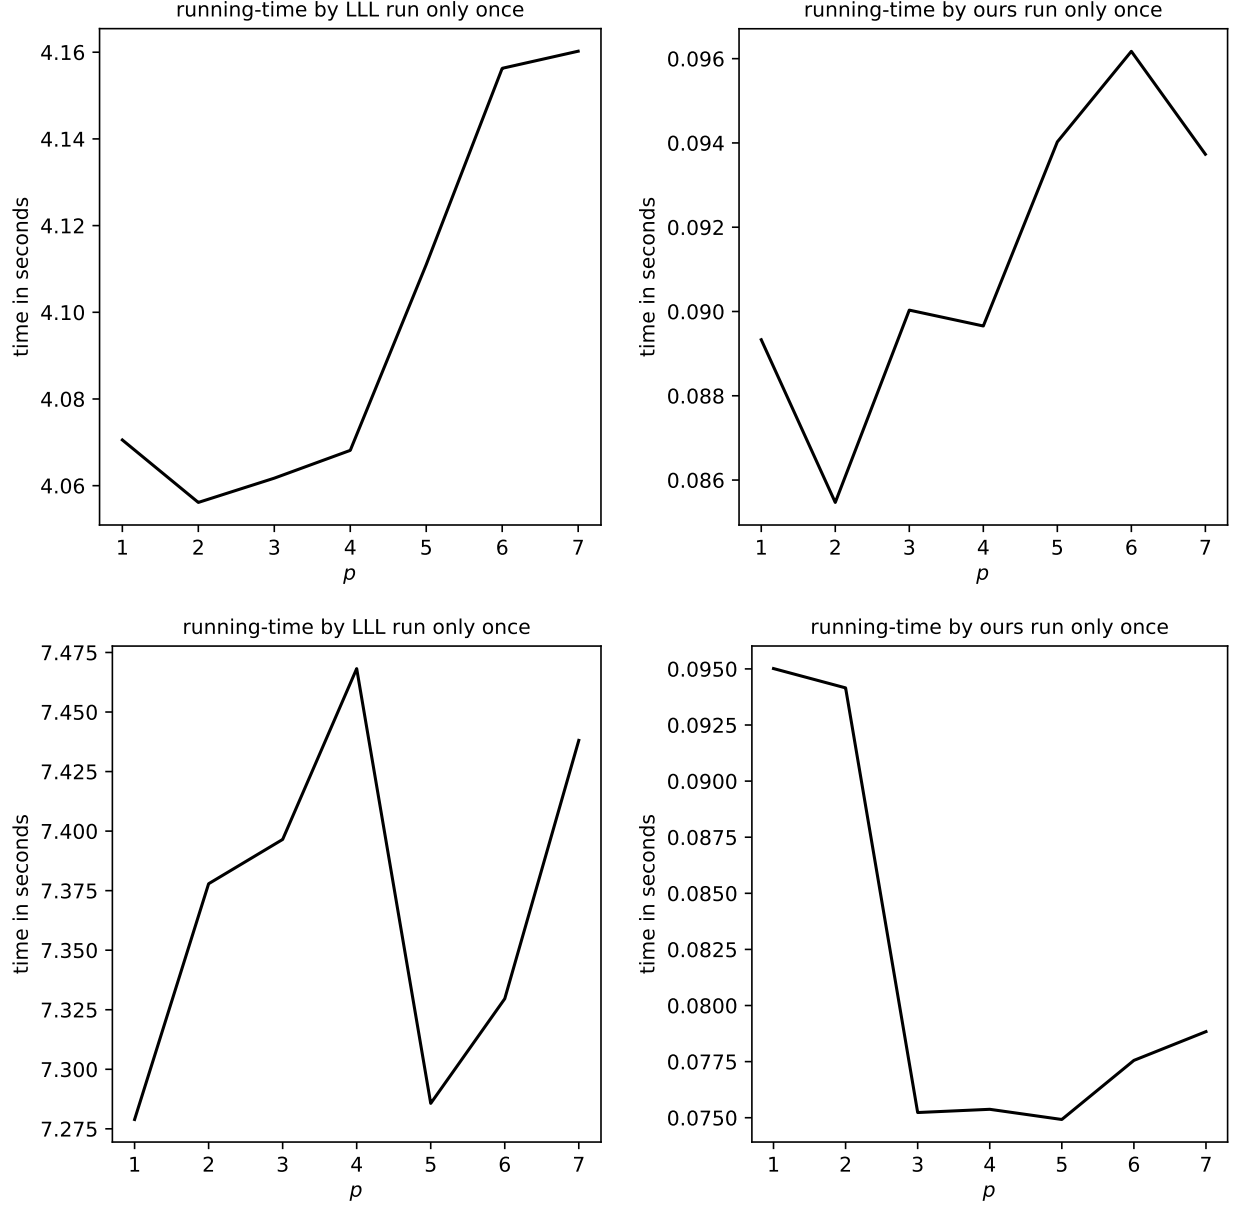 running-time by LLL run only once
4.16
4.14
4.12
4.10
4.08
4.06
time in seconds
1 2 3 4 5 6 7
p
running-time by ours run only once
0.096
0.094
0.092
0.090
0.088
0.086
time in seconds
1 2 3 4 5 6 7
p
running-time by LLL run only once
7.475
7.450
7.425
7.400
7.375
7.350
7.325
7.300
7.275
time in seconds
1 2 3 4 5 6 7
p
running-time by ours run only once
0.0950
0.0925
0.0900
0.0875
0.0850
0.0825
0.0800
0.0775
0.0750
time in seconds
1 2 3 4 5 6 7
p